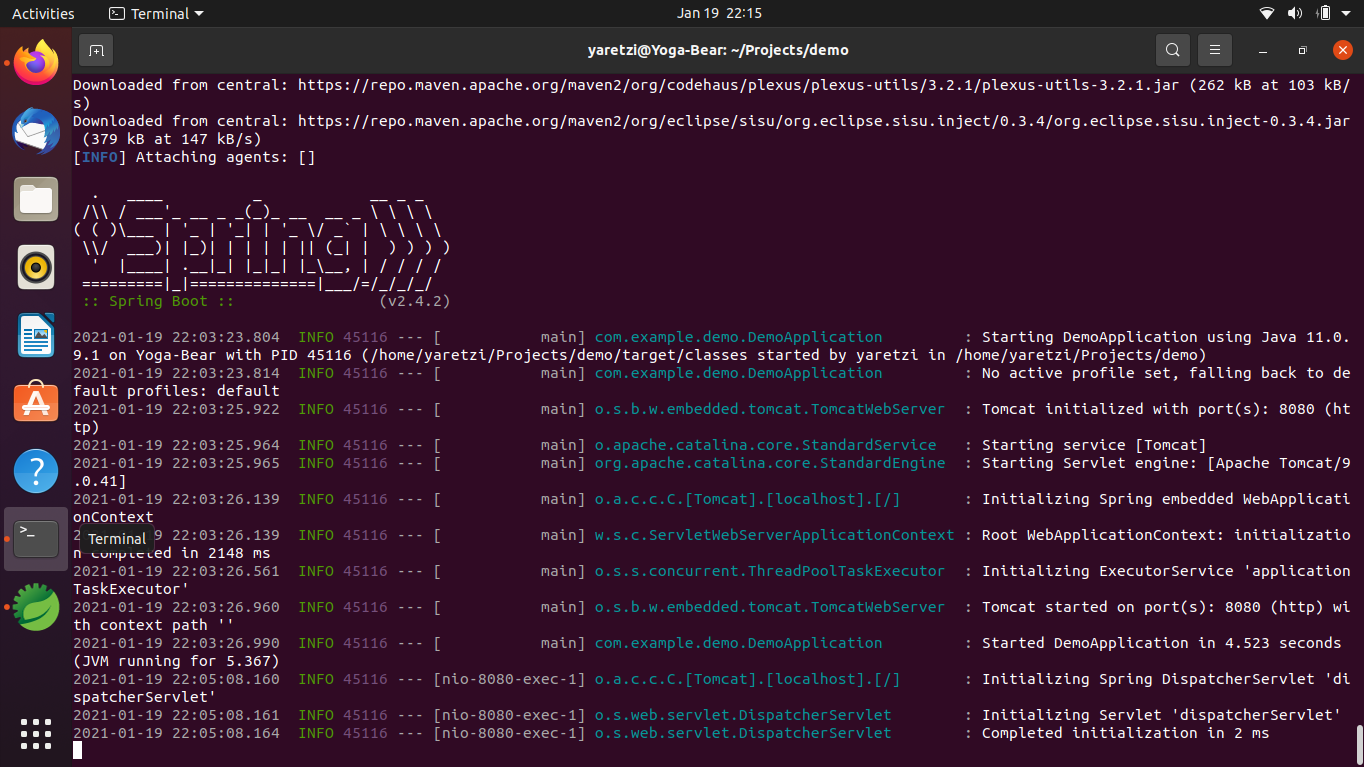 Activities
Terminal
Jan 19 22:15
yaretzi@Yoga-Bear: ~/Projects/demo
Downloaded from central: https://repo.maven.apache.org/maven2/org/codehaus/plexus/plexus-utils/3.2.1/plexus-utils-3.2.1.jar (262 kB at 103 kB/
s)
Downloaded from central: https://repo.maven.apache.org/maven2/org/eclipse/sisu/org.eclipse.sisu.inject/0.3.4/org.eclipse.sisu.inject-0.3.4.jar
(379 kB at 147 kB/s)
[INFO] Attaching agents: []
  .   ____          _            __ _ _
 /\\ / ___'_ __ _ _(_)_ __  __ _ \ \ \ \
( ( )\___ | '_ | '_| | '_ \/ _` | \ \ \ \
 \\/  ___)| |_)| | | | | || (_| |  ) ) ) )
  '  |____| .__|_| |_|_| |_\__, | / / / /
 =========|_|==============|___/=/_/_/_/
 :: Spring Boot ::                (v2.4.2)
2021-01-19 22:03:23.804  INFO 45116 --- [           main] com.example.demo.DemoApplication         : Starting DemoApplication using Java 11.0.
9.1 on Yoga-Bear with PID 45116 (/home/yaretzi/Projects/demo/target/classes started by yaretzi in /home/yaretzi/Projects/demo)
2021-01-19 22:03:23.814  INFO 45116 --- [           main] com.example.demo.DemoApplication         : No active profile set, falling back to de
fault profiles: default
2021-01-19 22:03:25.922  INFO 45116 --- [           main] o.s.b.w.embedded.tomcat.TomcatWebServer  : Tomcat initialized with port(s): 8080 (ht
tp)
2021-01-19 22:03:25.964  INFO 45116 --- [           main] o.apache.catalina.core.StandardService   : Starting service [Tomcat]
2021-01-19 22:03:25.965  INFO 45116 --- [           main] org.apache.catalina.core.StandardEngine  : Starting Servlet engine: [Apache Tomcat/9
.0.41]
2021-01-19 22:03:26.139  INFO 45116 --- [           main] o.a.c.c.C.[Tomcat].[localhost].[/]       : Initializing Spring embedded WebApplicati
onContext
2021-01-19 22:03:26.139  INFO 45116 --- [           main] w.s.c.ServletWebServerApplicationContext : Root WebApplicationContext: initializatio
n completed in 2148 ms
Terminal
2021-01-19 22:03:26.561  INFO 45116 --- [           main] o.s.s.concurrent.ThreadPoolTaskExecutor  : Initializing ExecutorService 'application
TaskExecutor'
2021-01-19 22:03:26.960  INFO 45116 --- [           main] o.s.b.w.embedded.tomcat.TomcatWebServer  : Tomcat started on port(s): 8080 (http) wi
th context path ''
2021-01-19 22:03:26.990  INFO 45116 --- [           main] com.example.demo.DemoApplication         : Started DemoApplication in 4.523 seconds
(JVM running for 5.367)
2021-01-19 22:05:08.160  INFO 45116 --- [nio-8080-exec-1] o.a.c.c.C.[Tomcat].[localhost].[/]       : Initializing Spring DispatcherServlet 'di
spatcherServlet'
2021-01-19 22:05:08.161  INFO 45116 --- [nio-8080-exec-1] o.s.web.servlet.DispatcherServlet        : Initializing Servlet 'dispatcherServlet'
2021-01-19 22:05:08.164  INFO 45116 --- [nio-8080-exec-1] o.s.web.servlet.DispatcherServlet        : Completed initialization in 2 ms